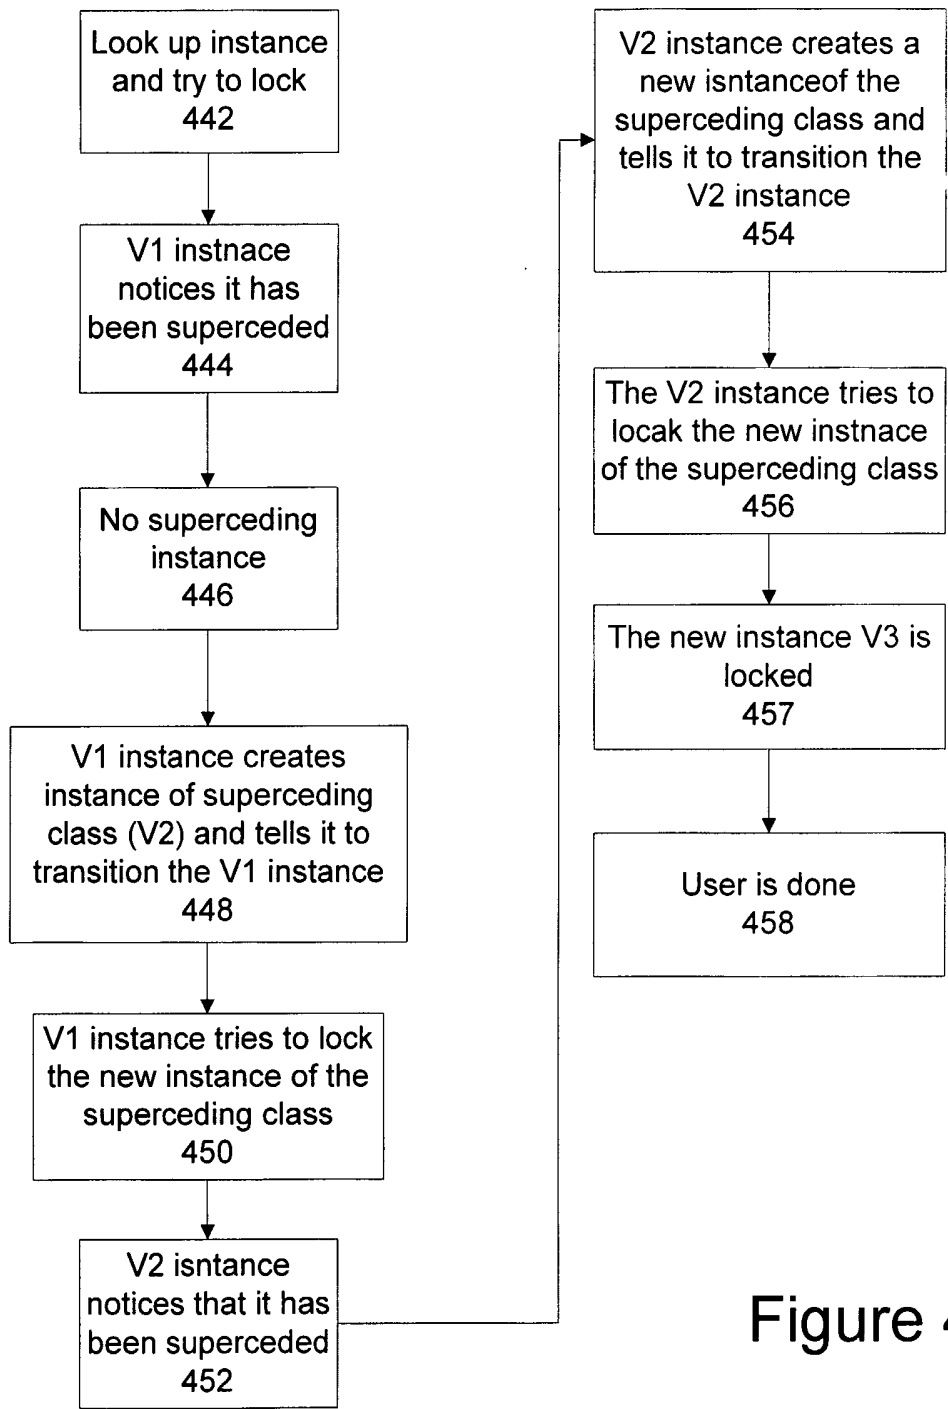 Look up instance
and try to lock
442
V1 instnace
notices it has
been superceded
444
No superceding
instance
446
V1 instance creates
instance of superceding
class (V2) and tells it to
transition the V1 instance
448
V1 instance tries to lock
the new instance of the
superceding class
450
V2 isntance
notices that it has
been superceded
452
V2 instance creates a
new isntanceof the
superceding class and
tells it to transition the
V2 instance
454
The V2 instance tries to
locak the new instnace
of the superceding class
456
The new instance V3 is
locked
457
User is done
458
Figure